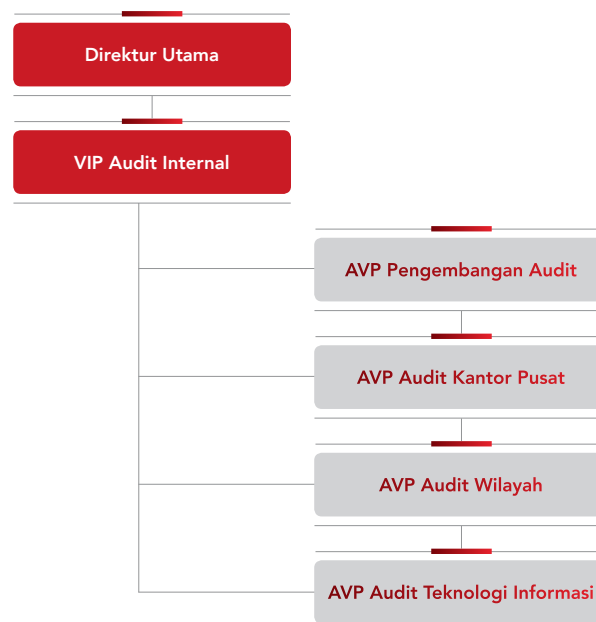 Direktur Utama
VIP Audit Internal
AVP Pengembangan Audit
AVP Audit Kantor Pusat
AVP Audit Wilayah
AVP Audit Teknologi Informasi